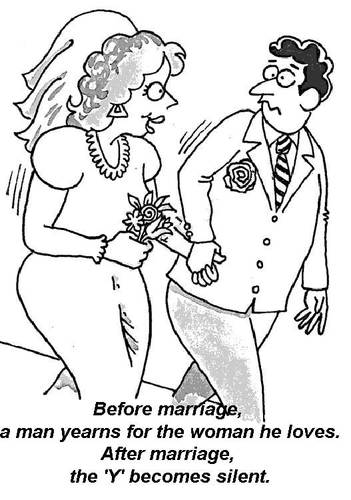 Before marriage,
a man yearns for the woman he loves.
After marriage,
the 'Y' becomes silent.